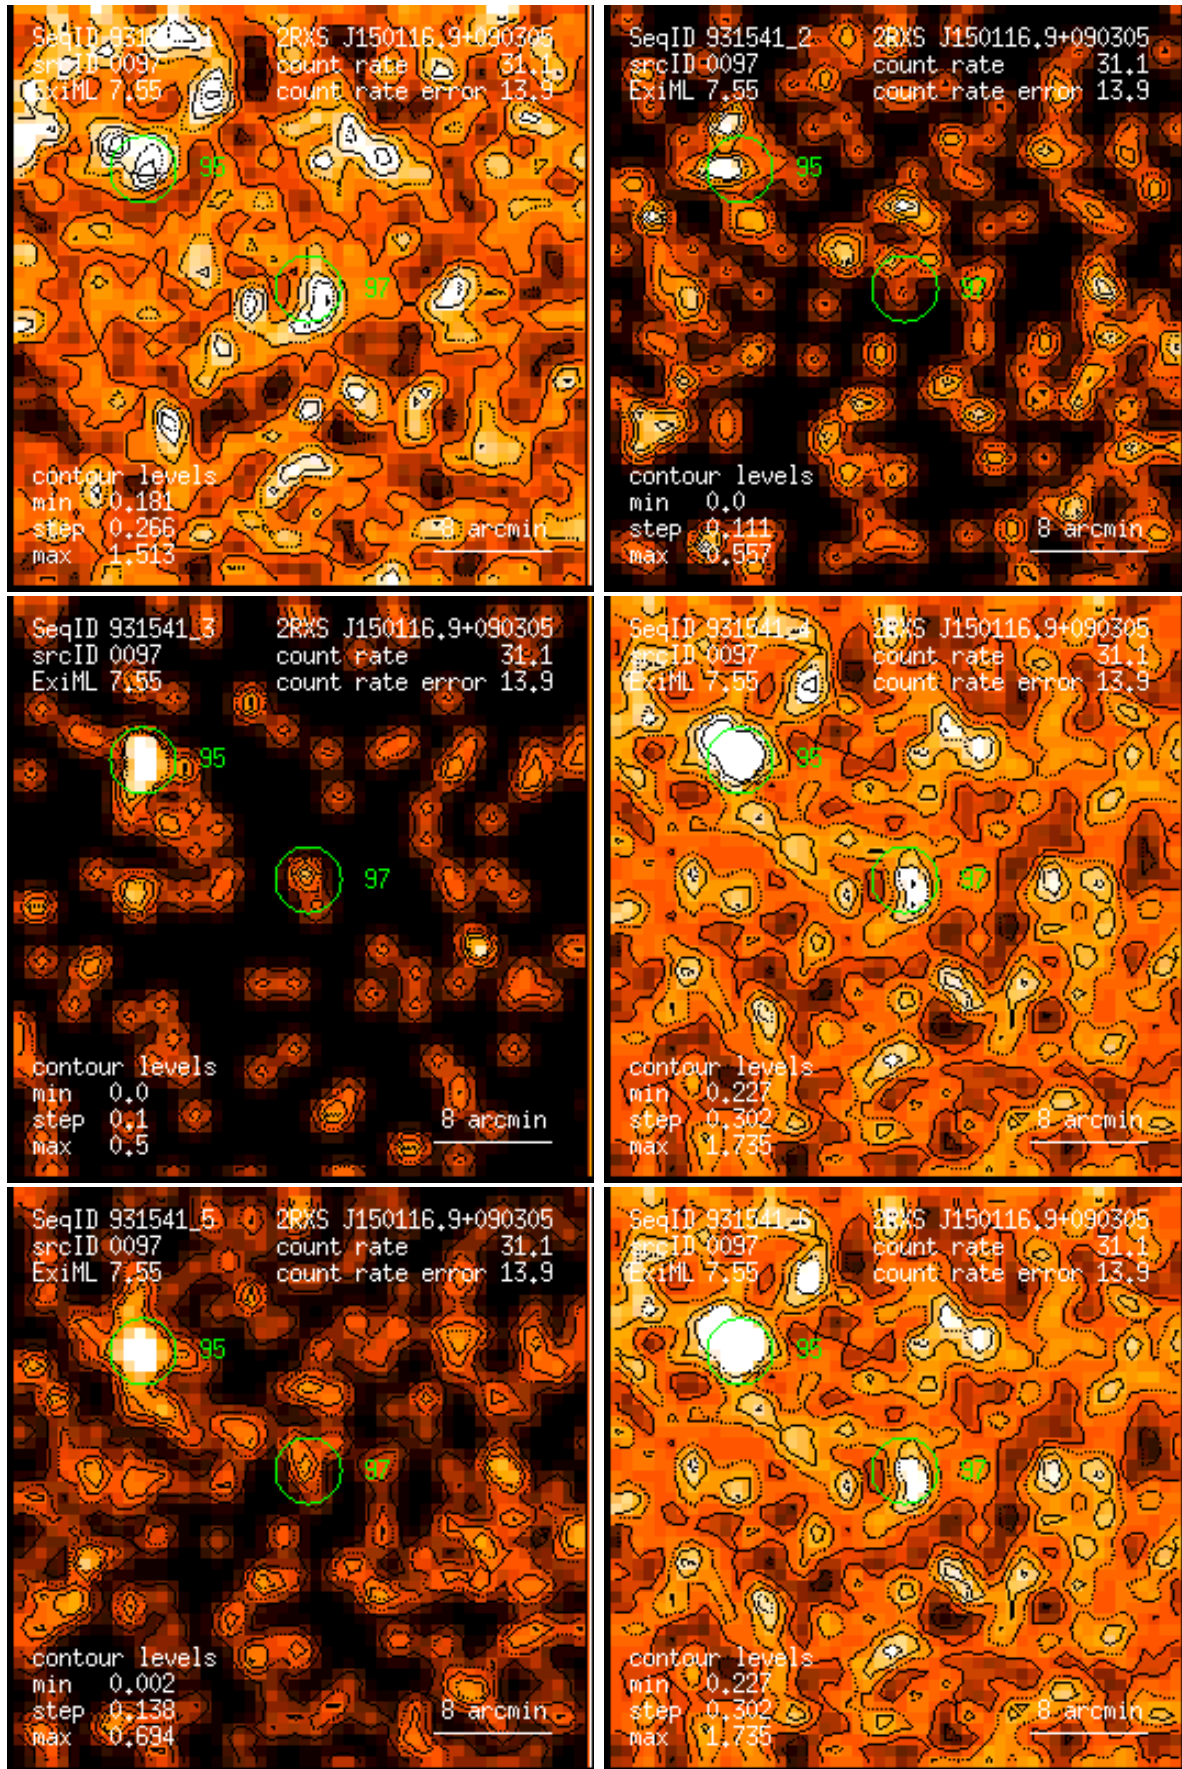 SeqID 931541_1 2RXS J150116.9+090305
srcID 0097 count rate 31.1
ExiML 7.55 count rate error 13.9
95
97
contour levels
min 0.181
step 0.266
max 1.513
8 arcmin
SeqID 931541_2 2RXS J150116.9+090305
srcID 0097 count rate 31.1
ExiML 7.55 count rate error 13.9
95
97
contour levels
min 0.0
step 0.111
max 0.557
8 arcmin
SeqID 931541_3 2RXS J150116.9+090305
srcID 0097 count rate 31.1
ExiML 7.55 count rate error 13.9
95
97
contour levels
min 0.0
step 0.1
max 0.5
8 arcmin
SeqID 931541_4 2RXS J150116.9+090305
srcID 0097 count rate 31.1
ExiML 7.55 count rate error 13.9
95
97
contour levels
min 0.227
step 0.302
max 1.735
8 arcmin
SeqID 931541_5 2RXS J150116.9+090305
srcID 0097 count rate 31.1
ExiML 7.55 count rate error 13.9
95
97
contour levels
min 0.002
step 0.138
max 0.694
8 arcmin
SeqID 931541_6 2RXS J150116.9+090305
srcID 0097 count rate 31.1
ExiML 7.55 count rate error 13.9
95
97
contour levels
min 0.227
step 0.302
max 1.735
8 arcmin